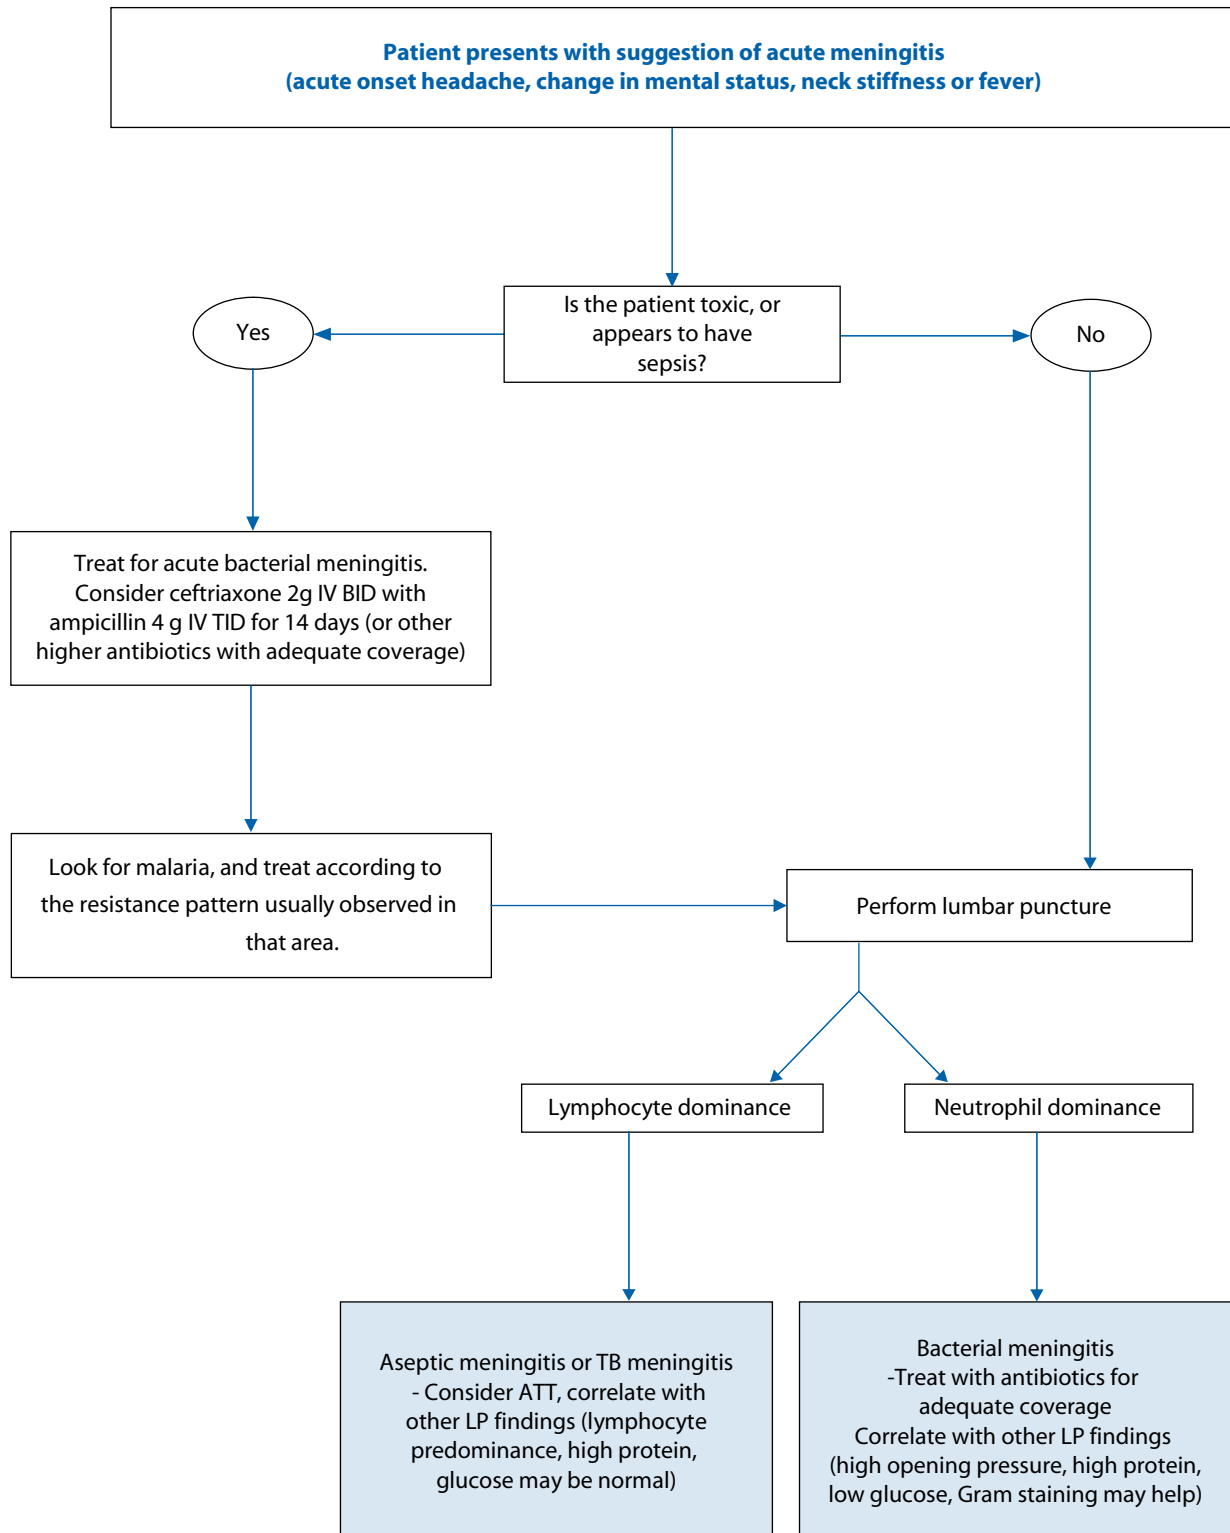 Patient presents with suggestion of acute meningitis
(acute onset headache, change in mental status, neck stiffness or fever)
Is the patient toxic, or
appears to have
sepsis?
Yes
No
Treat for acute bacterial meningitis.
Consider ceftriaxone 2g IV BID with
ampicillin 4 g IV TID for 14 days (or other
higher antibiotics with adequate coverage)
Look for malaria, and treat according to
the resistance pattern usually observed in
that area.
Perform lumbar puncture
Lymphocyte dominance
Neutrophil dominance
Aseptic meningitis or TB meningitis
- Consider ATT, correlate with
other LP findings (lymphocyte
predominance, high protein,
glucose may be normal)
Bacterial meningitis
-Treat with antibiotics for
adequate coverage
Correlate with other LP findings
(high opening pressure, high protein,
low glucose, Gram staining may help)